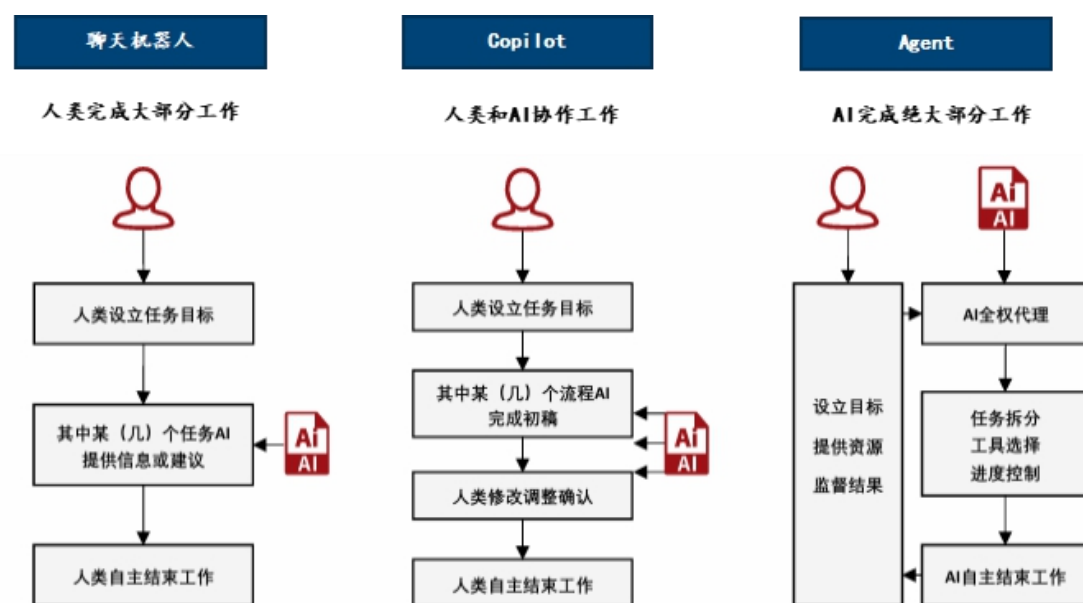 聊天机器人
人类完成大部分工作
人类设立任务目标
其中某（几）个任务AI
提供信息或建议
Ai
AI
人类自主结束工作
Copilot
人类和AI协作工作
人类设立任务目标
其中某（几）个流程AI
完成初稿
Ai
AI
人类修改调整确认
人类自主结束工作
Agent
AI完成绝大部分工作
Ai
AI
设立目标
提供资源
监督结果
AI全权代理
任务拆分
工具选择
进度控制
AI自主结束工作